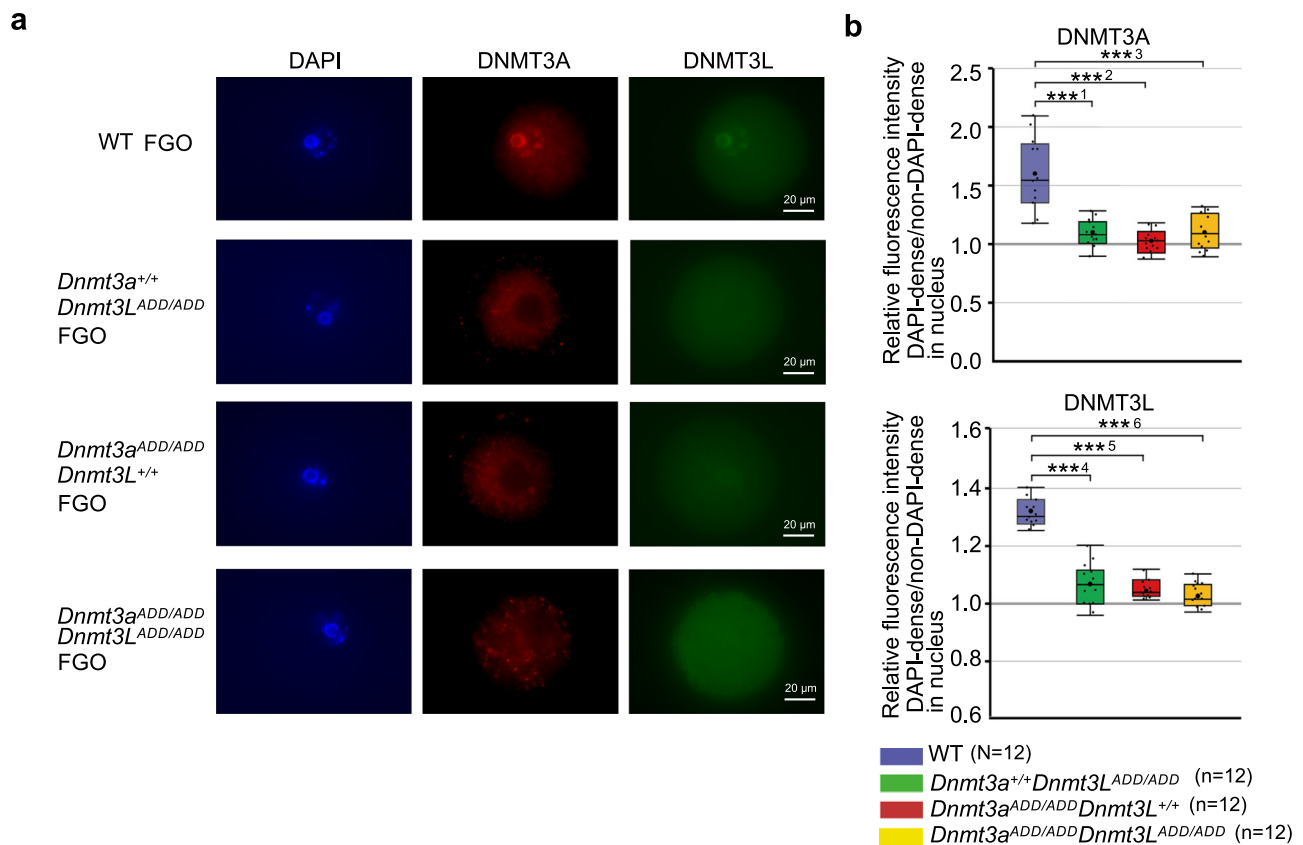 a
DAPI DNMT3A DNMT3L
WT FGO
20 µm
Dnmt3a+/+
Dnmt3LADD/ADD
FGO
20 µm
Dnmt3aADD/ADD
Dnmt3L+/+
FGO
20 µm
Dnmt3aADD/ADD
Dnmt3LADD/ADD
FGO
20 µm
b
DNMT3A
***3
***2
***1
Relative fluorescence intensity
DAPI-dense/non-DAPI-dense
in nucleus
2.5
2.0
1.5
1.0
0.5
0.0
DNMT3L
***6
***5
***4
Relative fluorescence intensity
DAPI-dense/non-DAPI-dense
in nucleus
1.6
1.4
1.2
1.0
0.8
0.6
WT (N=12)
Dnmt3a+/+Dnmt3LADD/ADD (n=12)
Dnmt3aADD/ADDDnmt3L+/+ (n=12)
Dnmt3aADD/ADDDnmt3LADD/ADD (n=12)